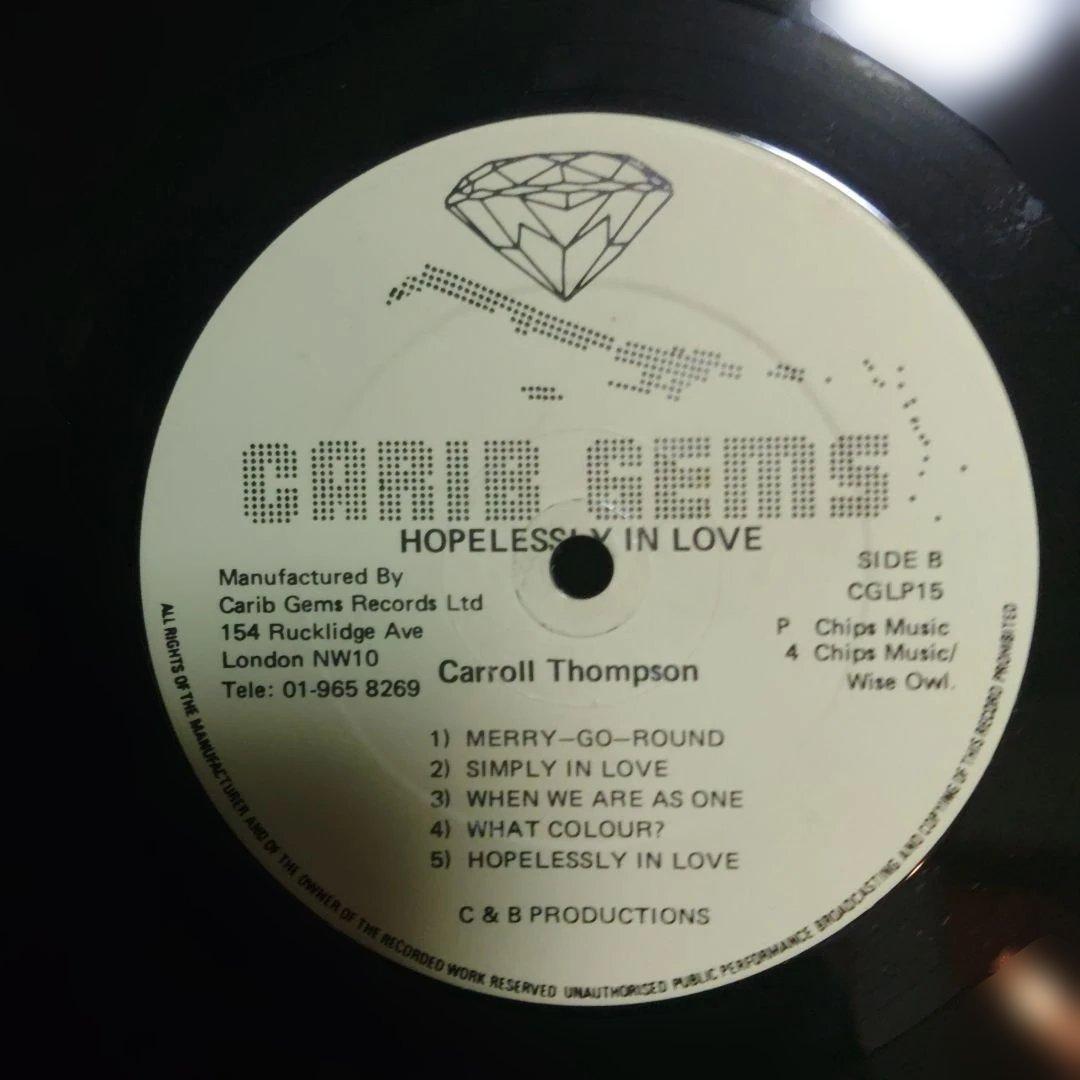 CARIB GEMS
HOPELESSLY IN LOVE
Manufactured By
Carib Gems Records Ltd
154 Rucklidge Ave
London NW10
Tele: 01-965 8269
SIDE B
CGLP15
P Chips Music
4 Chips Music/
Wise Owl.
Carroll Thompson
1) MERRY-GO-ROUND
2) SIMPLY IN LOVE
3) WHEN WE ARE AS ONE
4) WHAT COLOUR?
5) HOPELESSLY IN LOVE
C & B PRODUCTIONS
ALL RIGHTS OF THE MANUFACTURER AND OF THE OWNER OF THE RECORDED WORK RESERVED UNAUTHORISED PUBLIC PERFORMANCE BROADCASTING AND COPYING OF THIS RECORD PROHIBITED